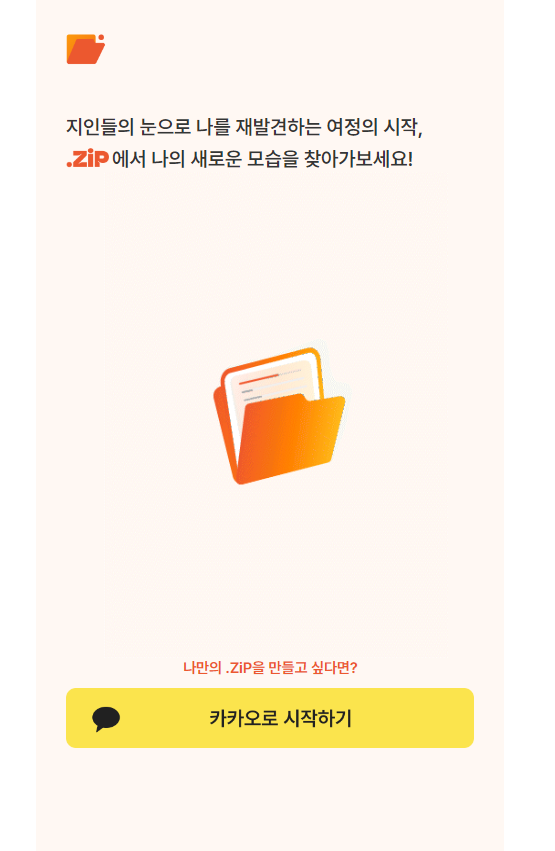 지인들의 눈으로 나를 재발견하는 여정의 시작,
.ZiP 에서 나의 새로운 모습을 찾아가보세요!
나만의 .ZiP을 만들고 싶다면?
카카오로 시작하기